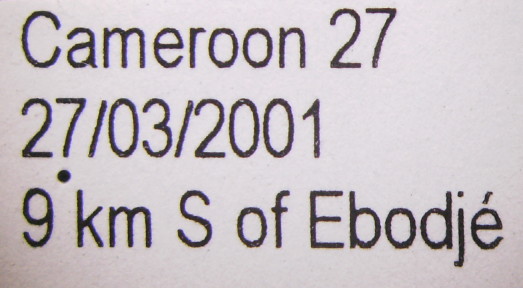 Cameroon 27
27/03/2001
9 km S of Ebodjé